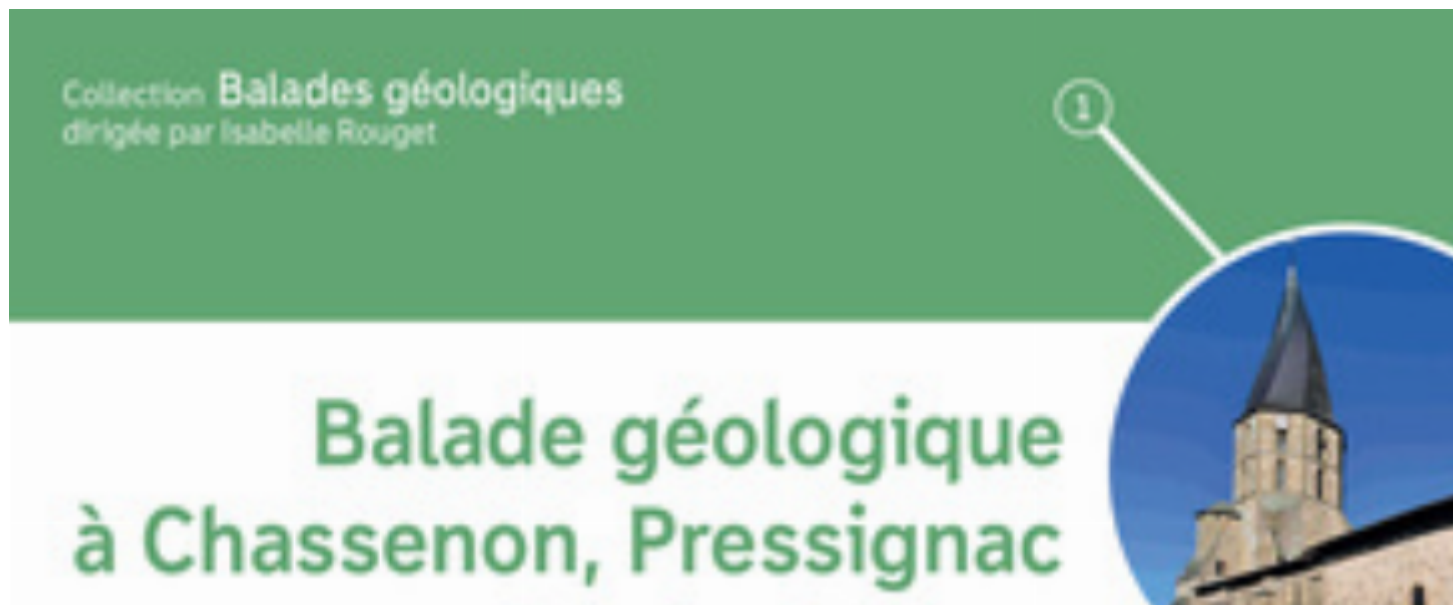 Collection Balades géologiques
dirigée par Isabelle Rouget
1
Balade géologique
à Chassenon, Pressignac